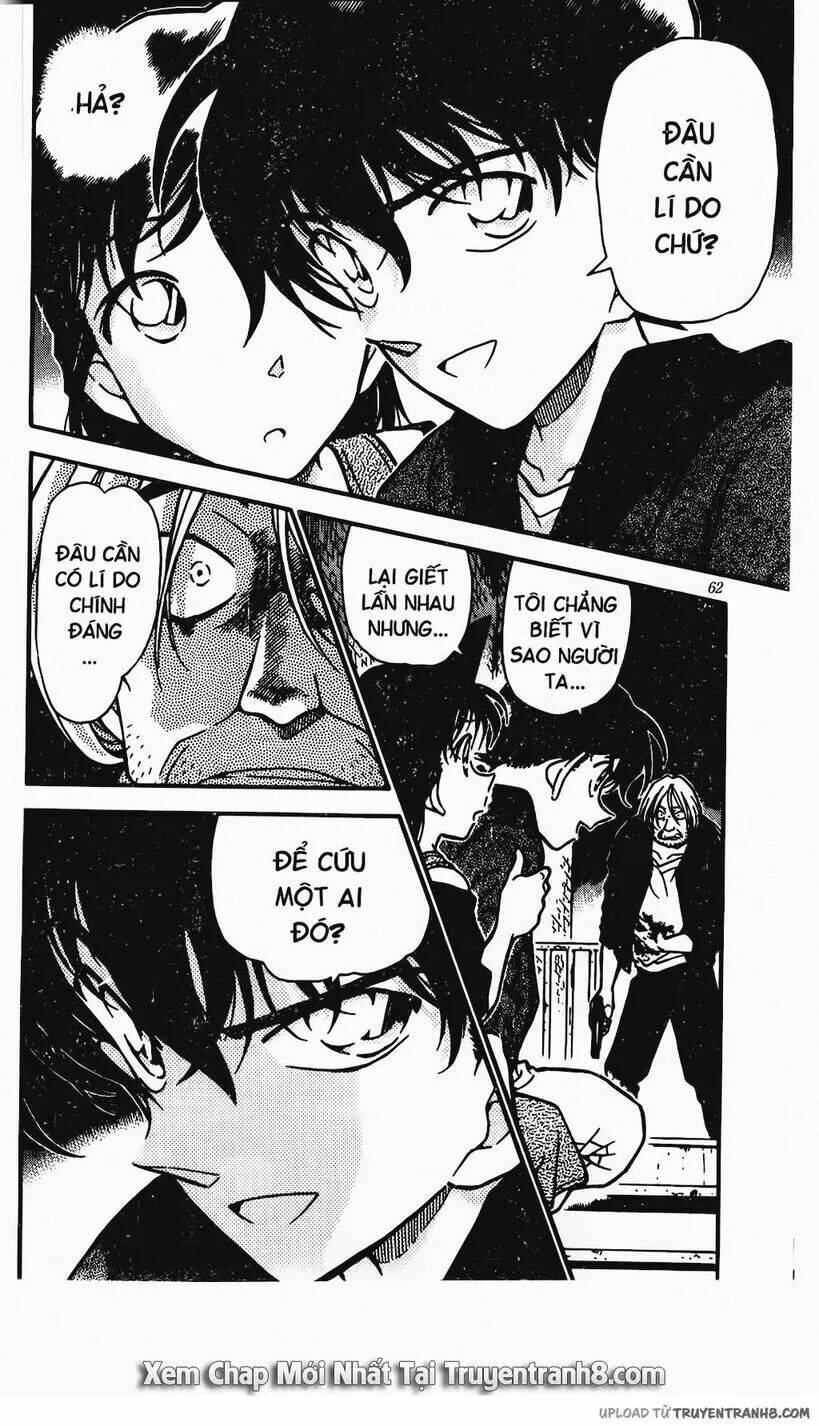 ĐÂU
CẦN
LÍ DO
CHỨ?
HẢ?
62
TÔI CHẲNG
BIẾT VÌ
SAO NGƯỜI
TA...
LẠI GIẾT
LẪN NHAU
NHƯNG...
ĐÂU CẦN
CÓ LÍ DO
CHÍNH
ĐÁNG
...
ĐỂ CỨU
MỘT AI
ĐÓ?
Xem Chap Mới Nhất Tại Truyentranh8.com
UPLOAD TỪ TRUYENTRANH8.COM